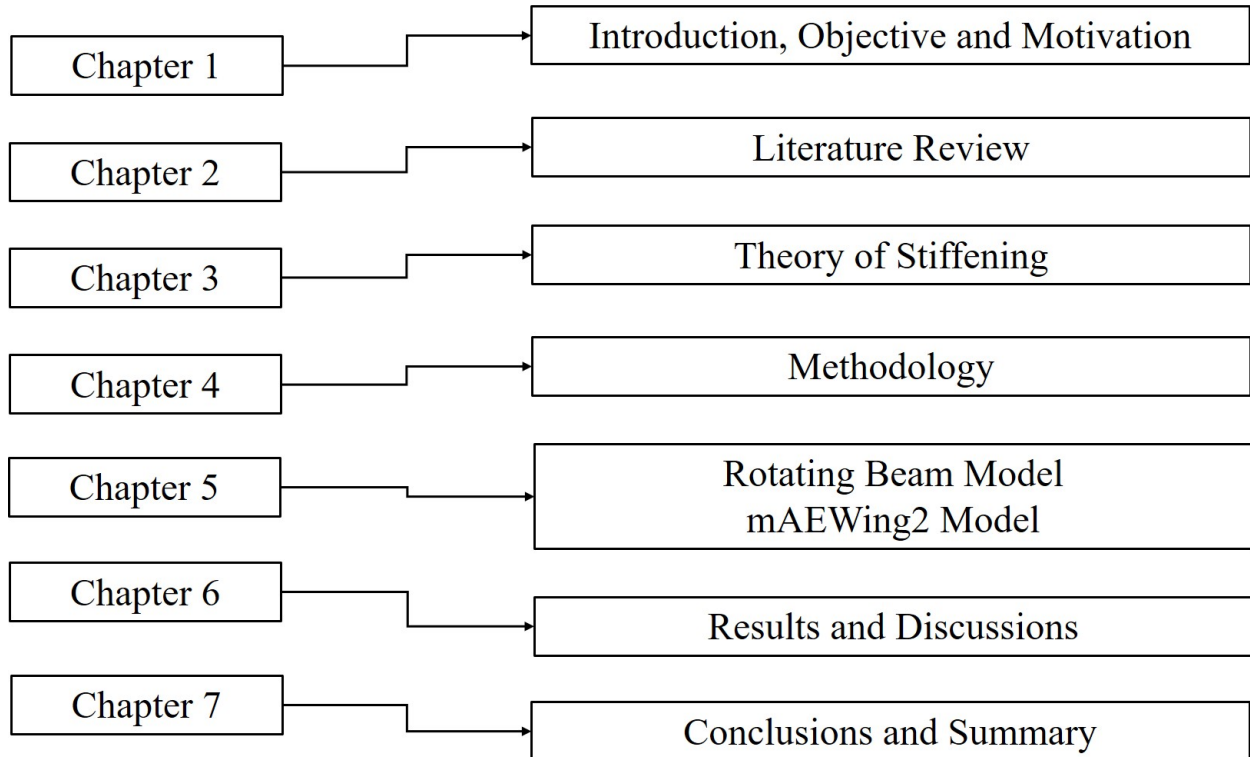 Chapter 1
Introduction, Objective and Motivation
Chapter 2
Literature Review
Chapter 3
Theory of Stiffening
Chapter 4
Methodology
Chapter 5
Rotating Beam Model
mAEWing2 Model
Chapter 6
Results and Discussions
Chapter 7
Conclusions and Summary